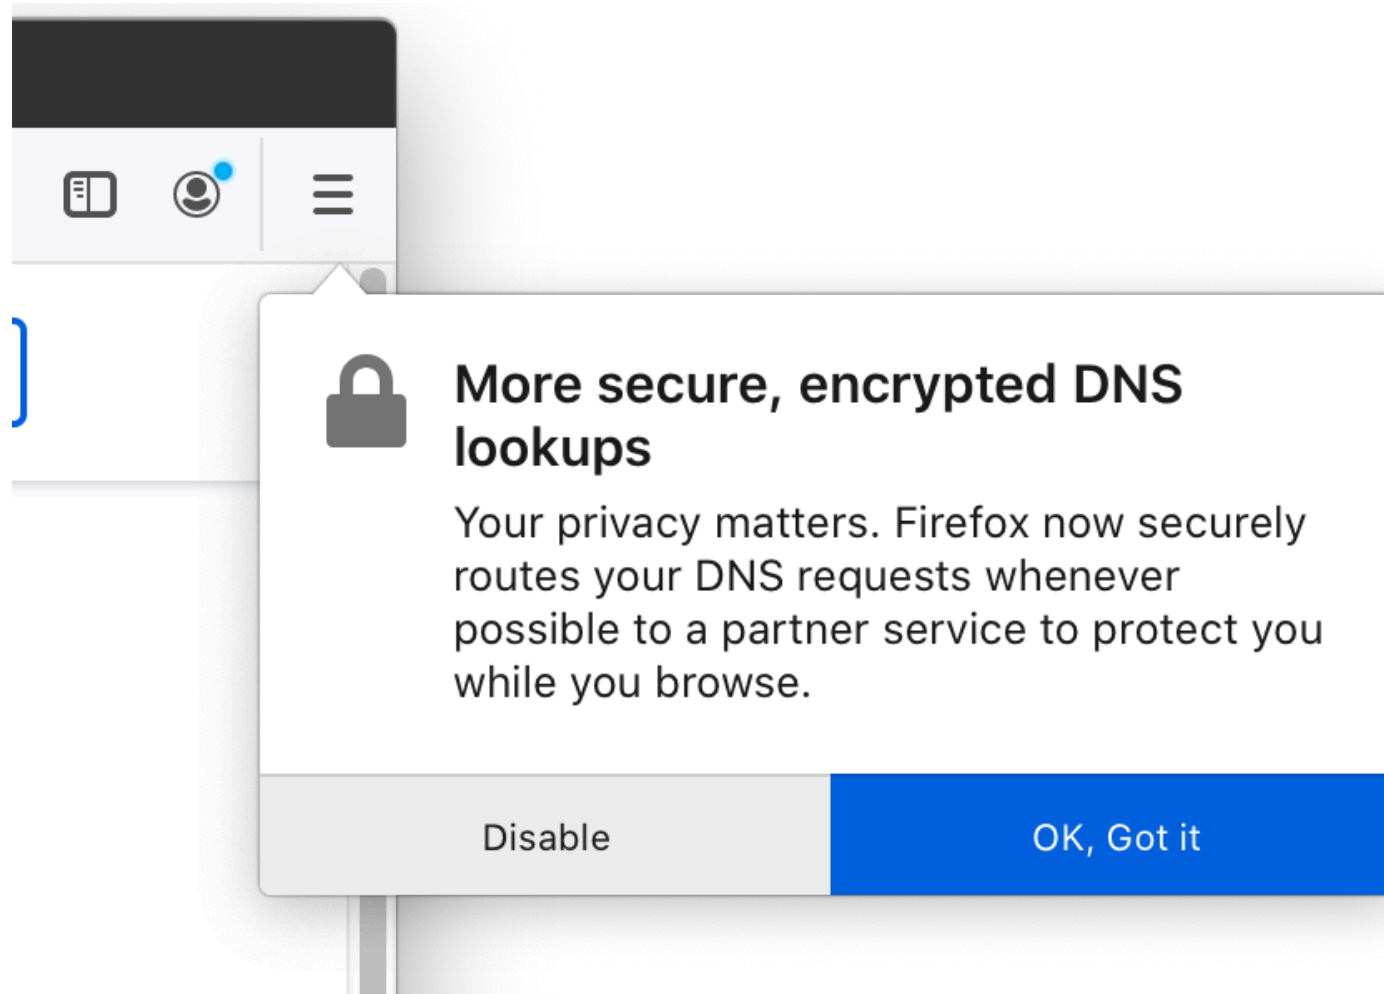 More secure, encrypted DNS
lookups
Your privacy matters. Firefox now securely
routes your DNS requests whenever
possible to a partner service to protect you
while you browse.
Disable
OK, Got it